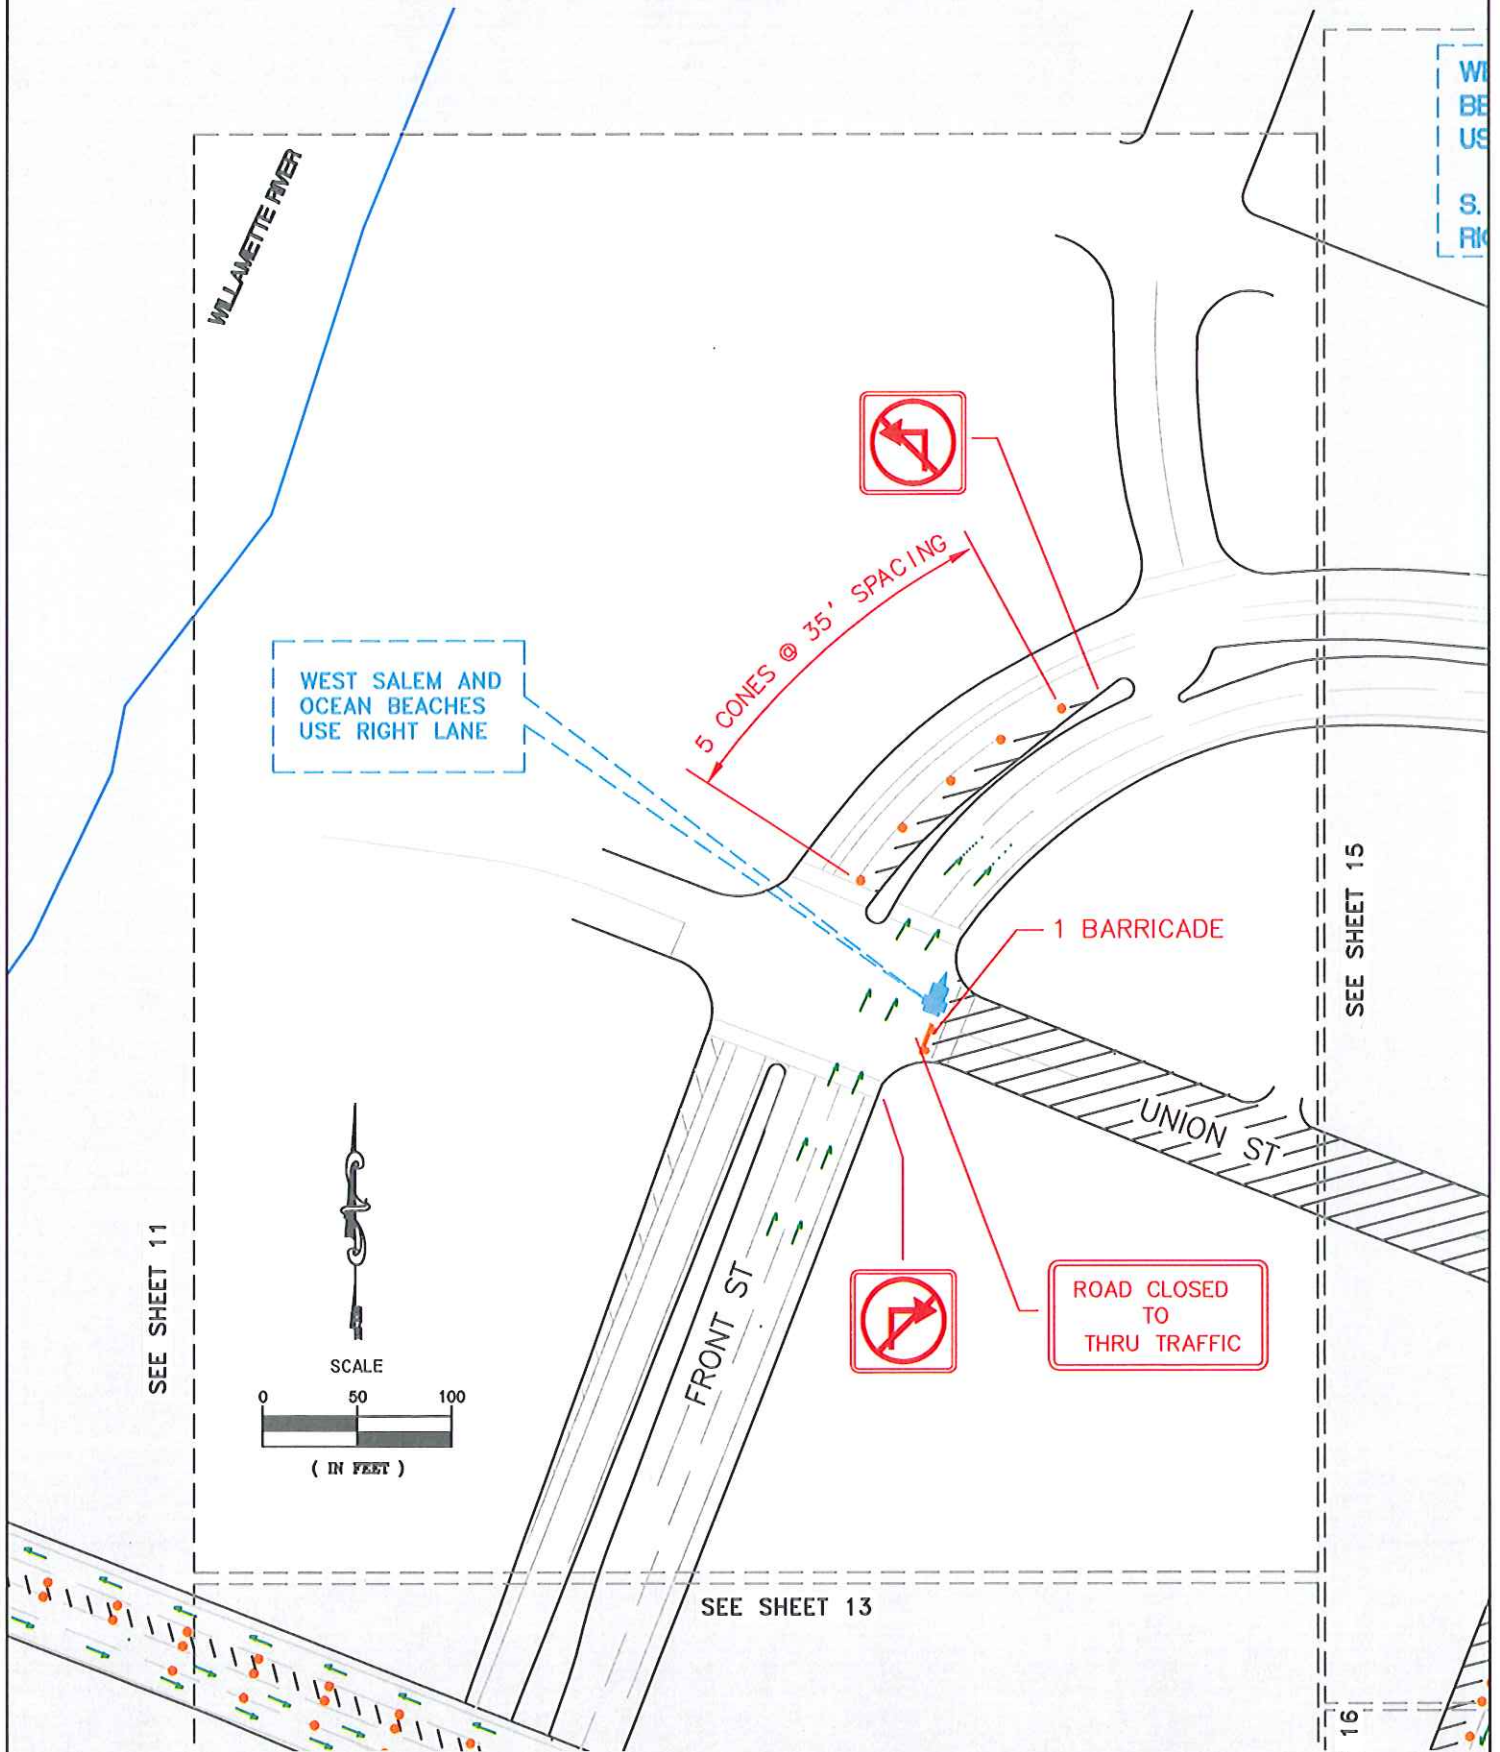 WILLAMETTE RIVER
S.
5 CONES @ 35' SPACING
WEST SALEM AND
OCEAN BEACHES
USE RIGHT LANE
1 BARRICADE
SEE SHEET 15
UNION ST
SEE SHEET 11
FRONT ST
ROAD CLOSED
TO
THRU TRAFFIC
SCALE
0 50 100
( IN FEET )
SEE SHEET 13
16